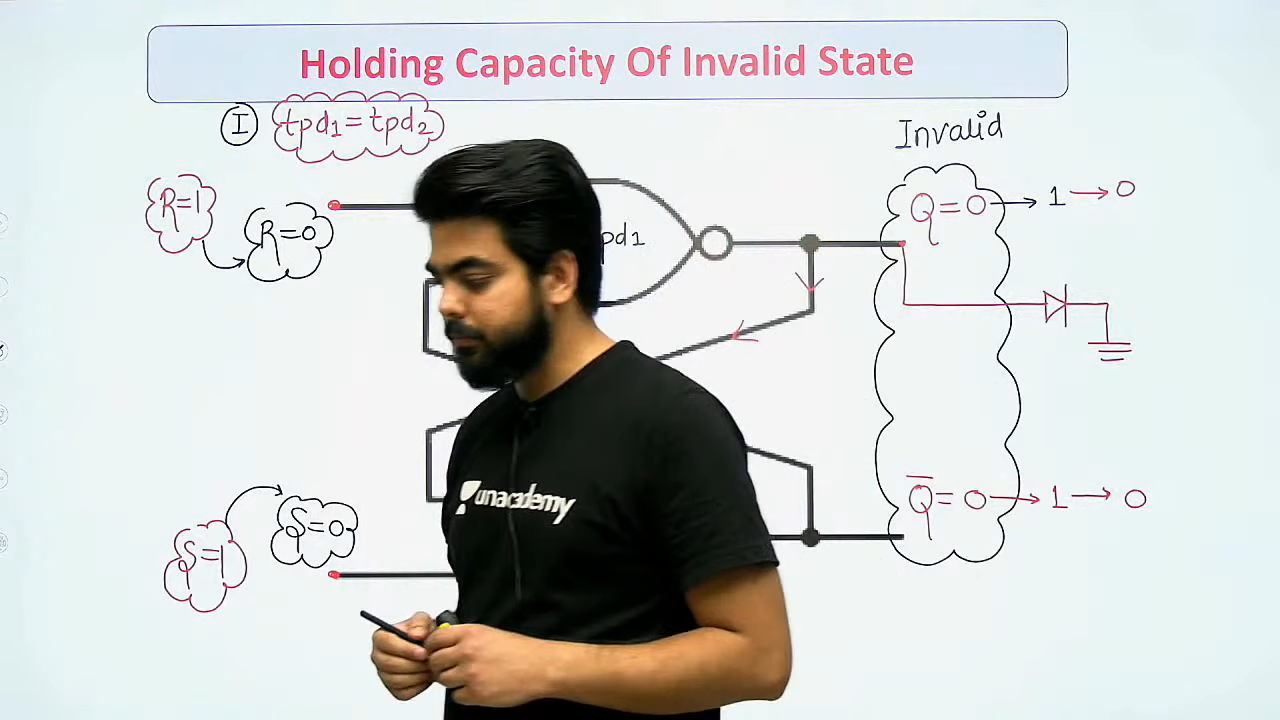 Holding Capacity Of Invalid State
I tpd1 = tpd2
Invalid
R=1
R=0
pd1
Q=0 → 1 → 0
S=1
S=0
Q̅=0 → 1 → 0
unacademy